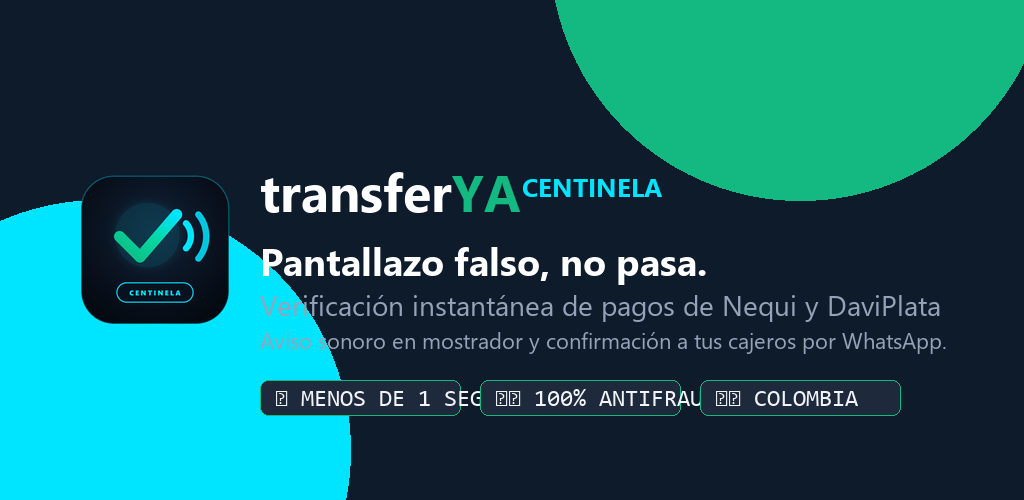 transferYA CENTINELA
CENTINELA
Pantallazo falso, no pasa.
Verificación instantánea de pagos de Nequi y DaviPlata
Aviso sonoro en mostrador y confirmación a tus cajeros por WhatsApp.
MENOS DE 1 SEG
100% ANTIFRAU
COLOMBIA